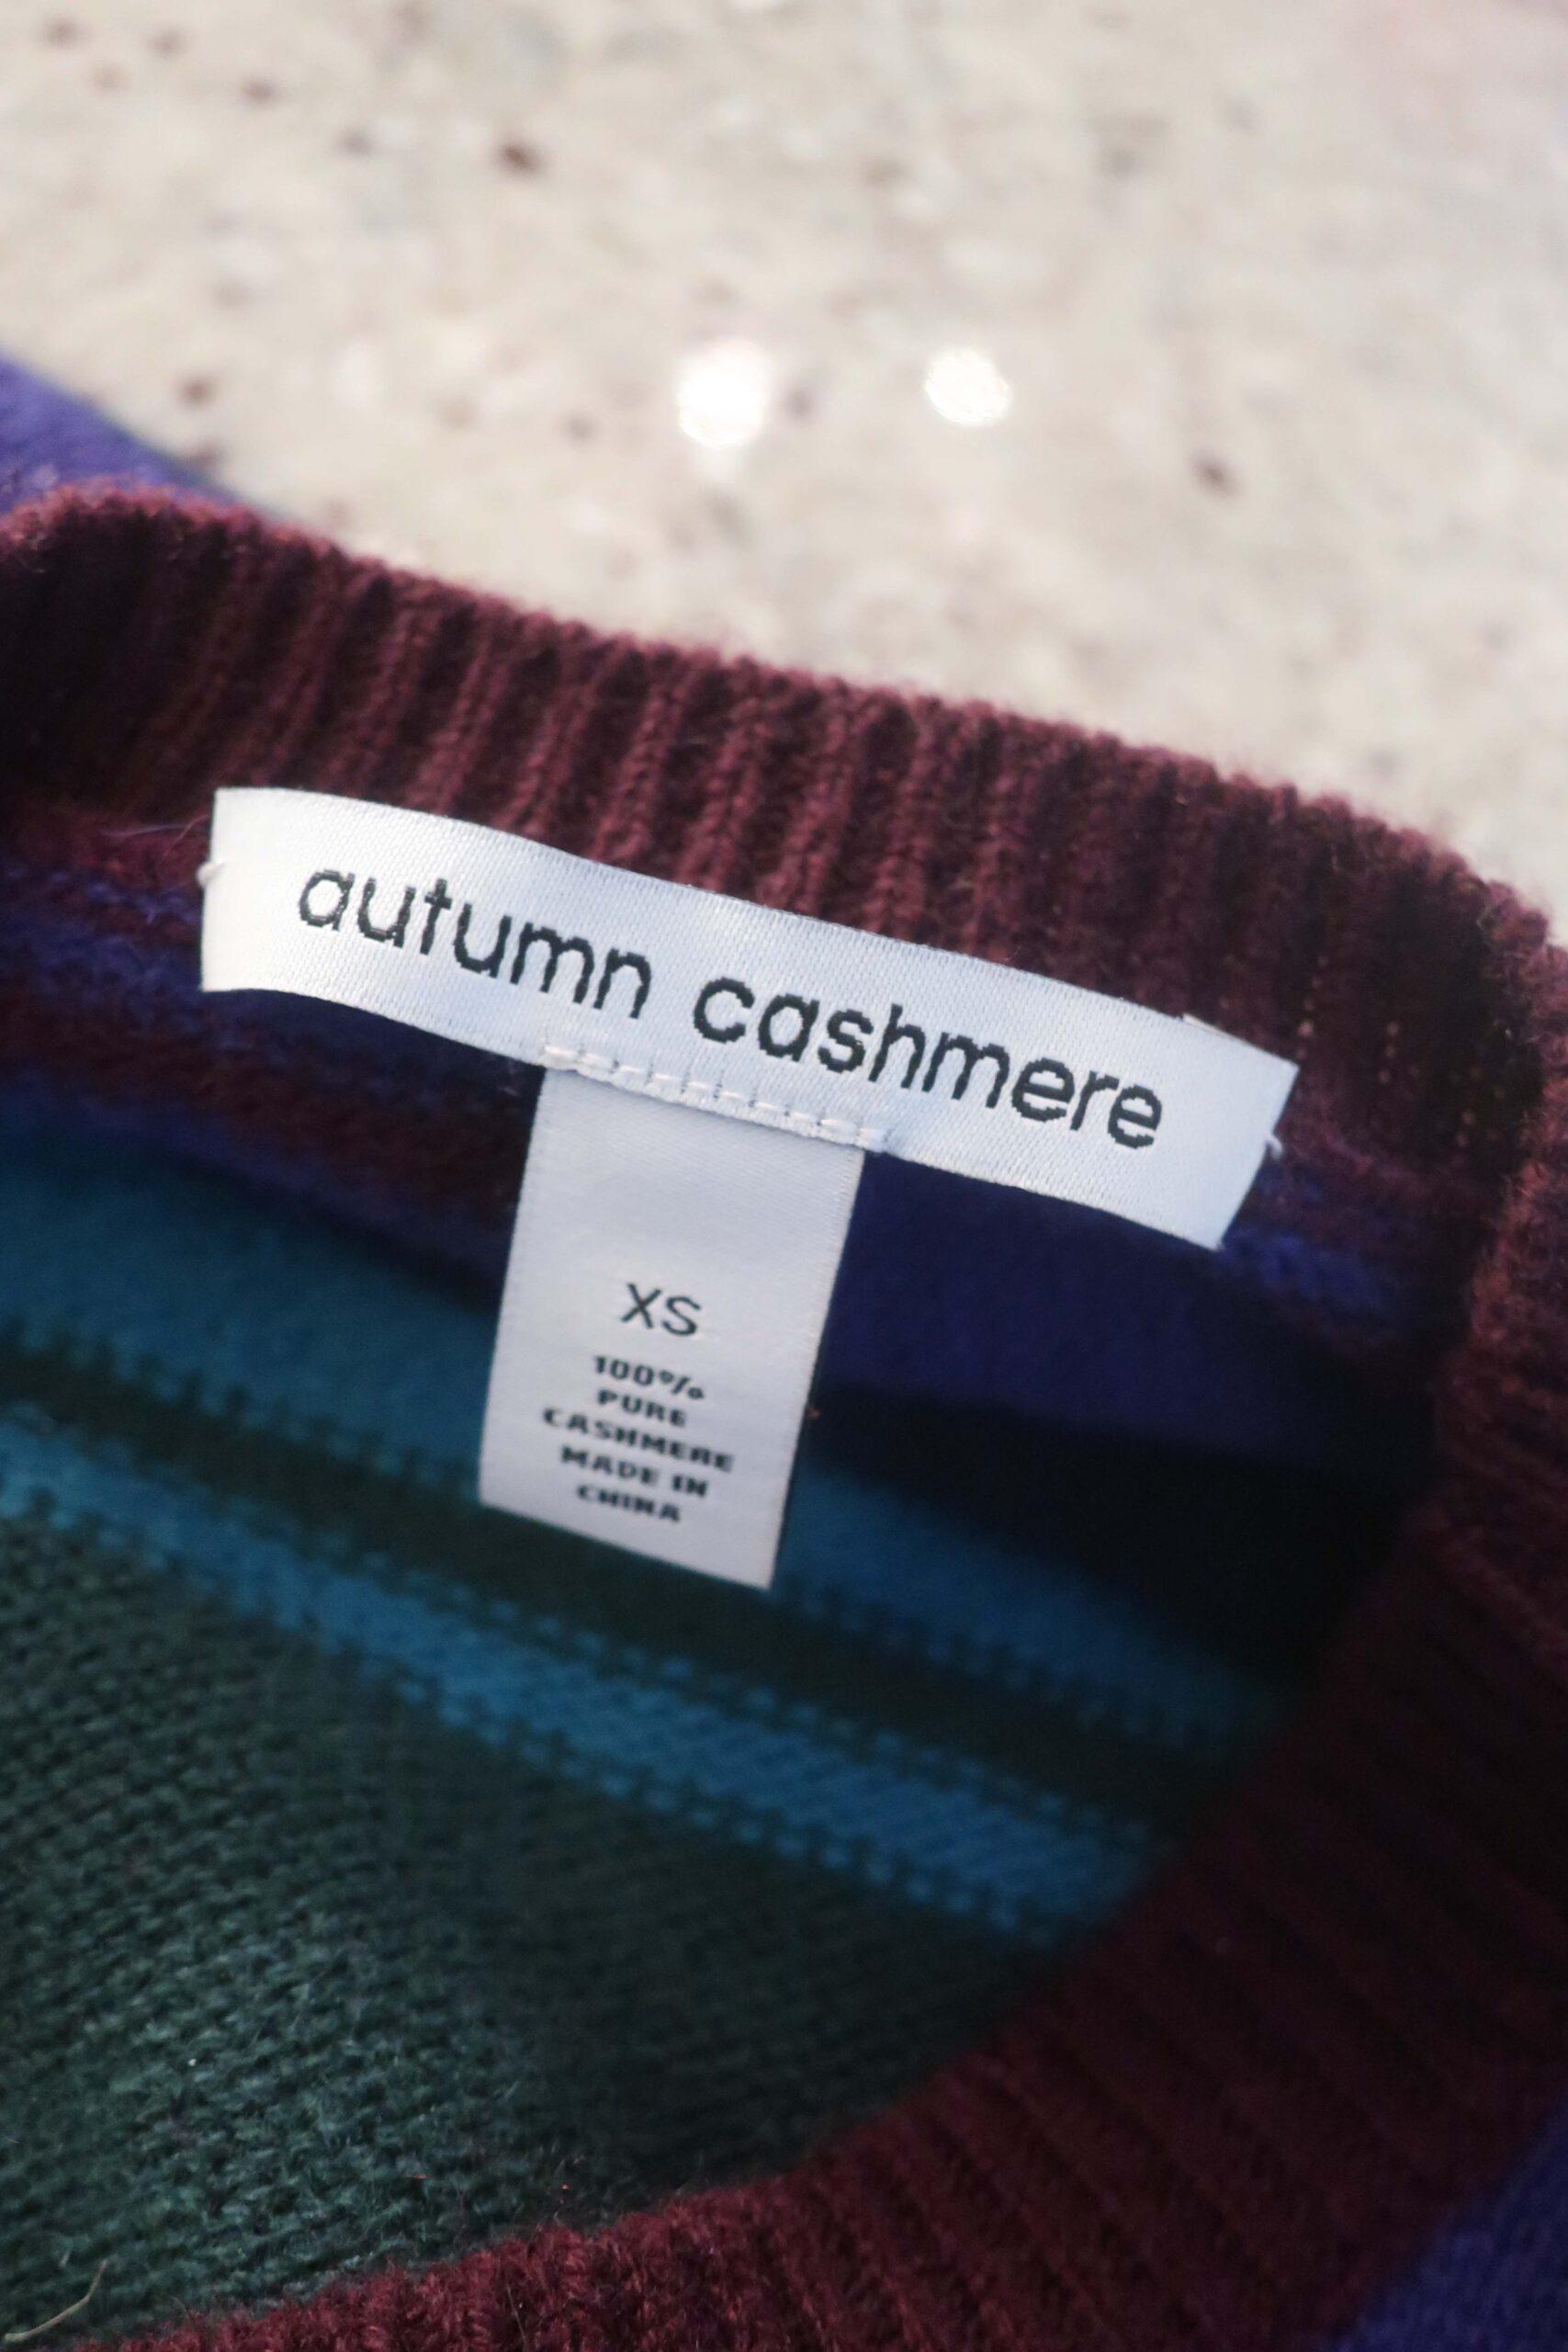 autumn cashmere
XS
100%
PURE
CASHMERE
MADE IN
CHINA